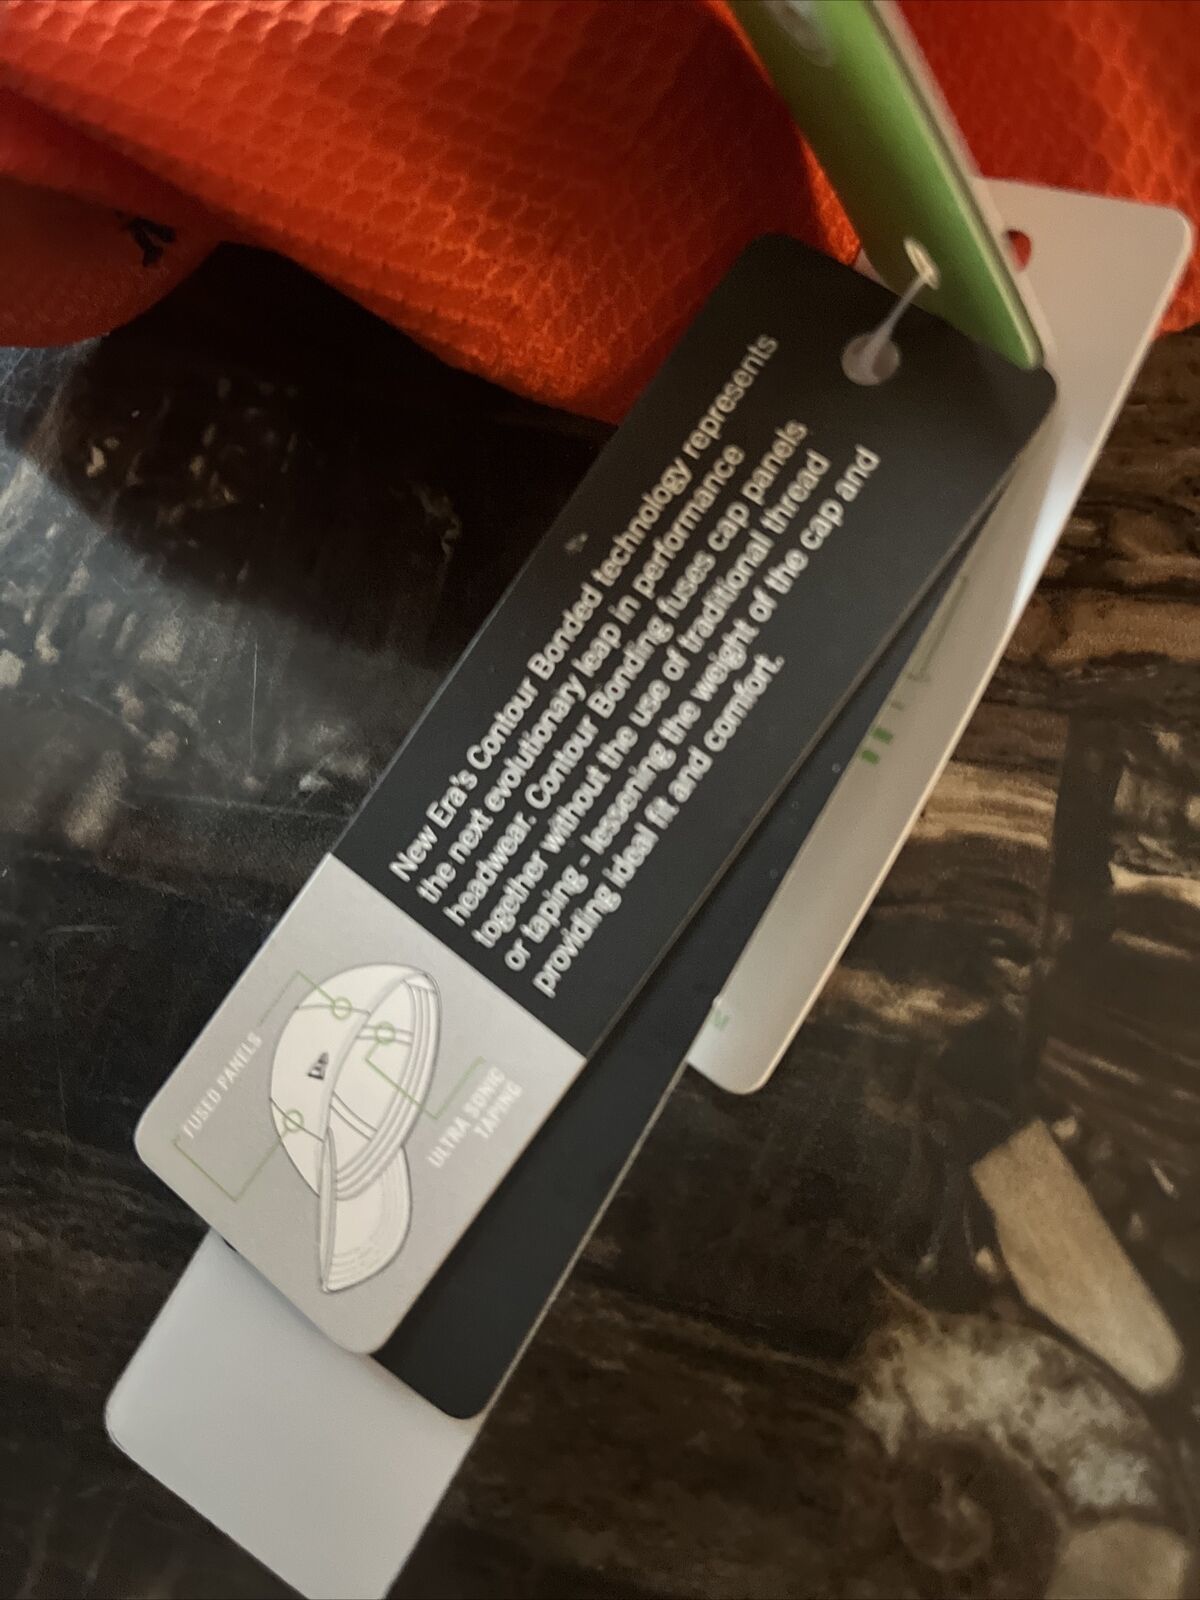 New Era's Contour Bonded technology represents
the next evolutionary leap in performance
headwear. Contour Bonding fuses cap panels
together without the use of traditional thread
or taping - lessening the weight of the cap and
providing ideal fit and comfort.
FUSED PANELS
ULTRA SONIC
TAPING